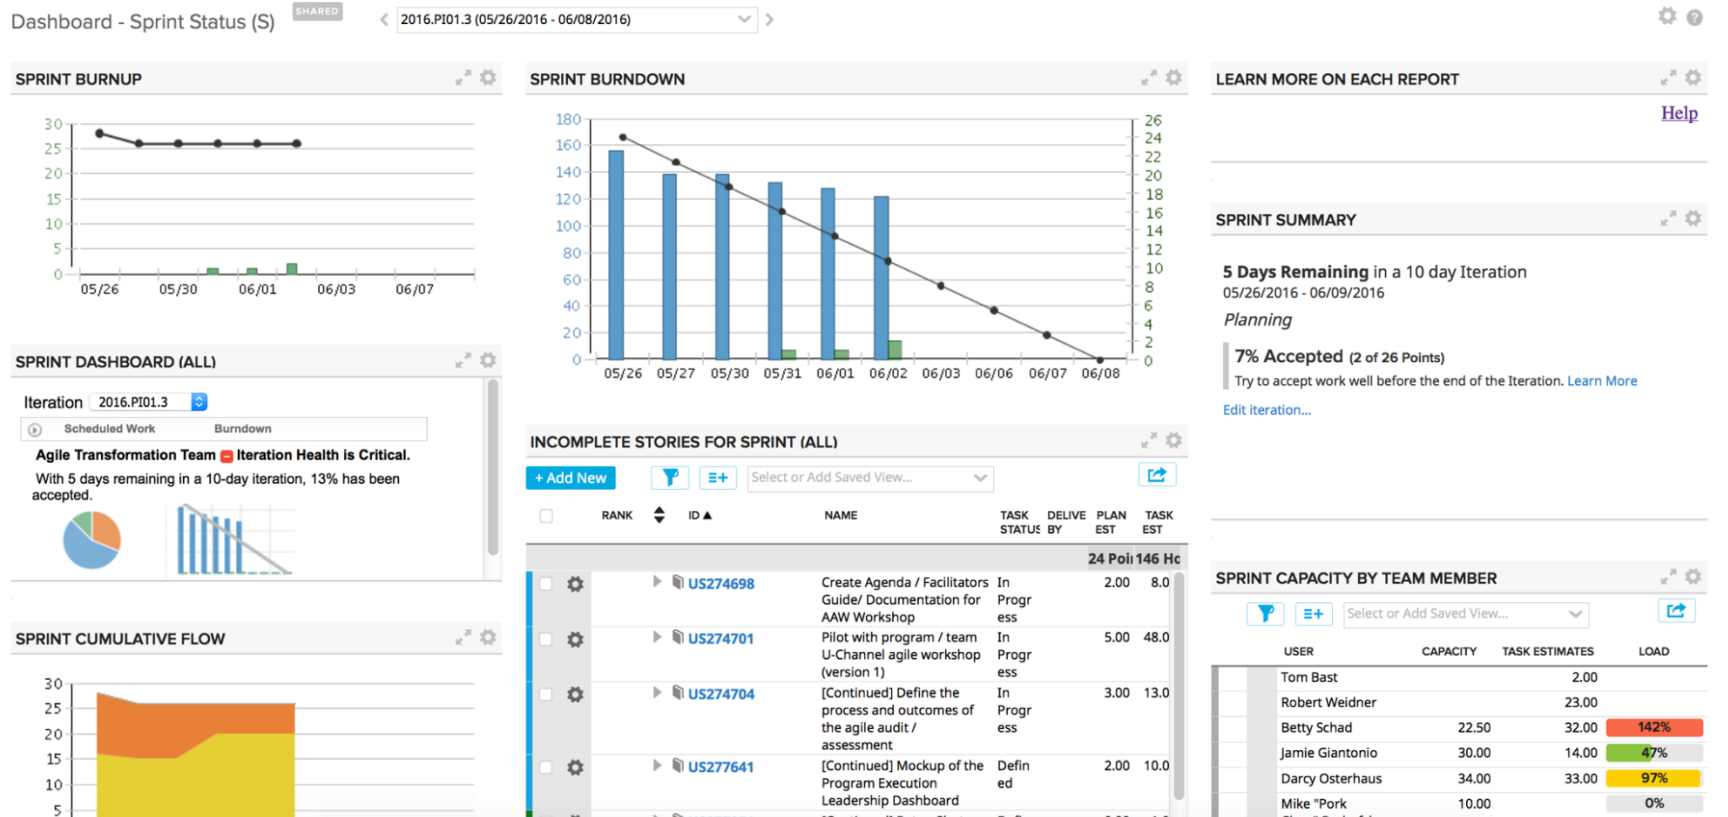 Dashboard - Sprint Status (S)
SHARED
2016.PI01.3 (05/26/2016 - 06/08/2016)
SPRINT BURNUP
30
25
20
15
10
5
0
05/26 05/30 06/01 06/03 06/07
SPRINT DASHBOARD (ALL)
Iteration 2016.PI01.3
Scheduled Work Burndown
Agile Transformation Team Iteration Health is Critical.
With 5 days remaining in a 10-day iteration, 13% has been
accepted.
SPRINT CUMULATIVE FLOW
30
25
20
15
10
5
SPRINT BURNDOWN
180
160
140
120
100
80
60
40
20
0
26
24
22
20
18
16
14
12
10
8
6
4
2
0
05/26 05/27 05/30 05/31 06/01 06/02 06/03 06/06 06/07 06/08
INCOMPLETE STORIES FOR SPRINT (ALL)
+ Add New
Select or Add Saved View...
RANK ID NAME TASK STATUS DELIVE BY PLAN EST TASK EST
24 Poi 146 Hc
US274698 Create Agenda / Facilitators In 2.00 8.0
Guide/ Documentation for Progr
AAW Workshop ess
US274701 Pilot with program / team In 5.00 48.0
U-Channel agile workshop Progr
(version 1) ess
US274704 [Continued] Define the In 3.00 13.0
process and outcomes of Progr
the agile audit / ess
assessment
US277641 [Continued] Mockup of the Defin 2.00 10.0
Program Execution ed
Leadership Dashboard
LEARN MORE ON EACH REPORT
Help
SPRINT SUMMARY
5 Days Remaining in a 10 day Iteration
05/26/2016 - 06/09/2016
Planning
7% Accepted (2 of 26 Points)
Try to accept work well before the end of the Iteration. Learn More
Edit iteration...
SPRINT CAPACITY BY TEAM MEMBER
Select or Add Saved View...
USER CAPACITY TASK ESTIMATES LOAD
Tom Bast 2.00
Robert Weidner 23.00
Betty Schad 22.50 32.00 142%
Jamie Giantonio 30.00 14.00 47%
Darcy Osterhaus 34.00 33.00 97%
Mike "Pork 10.00 0%